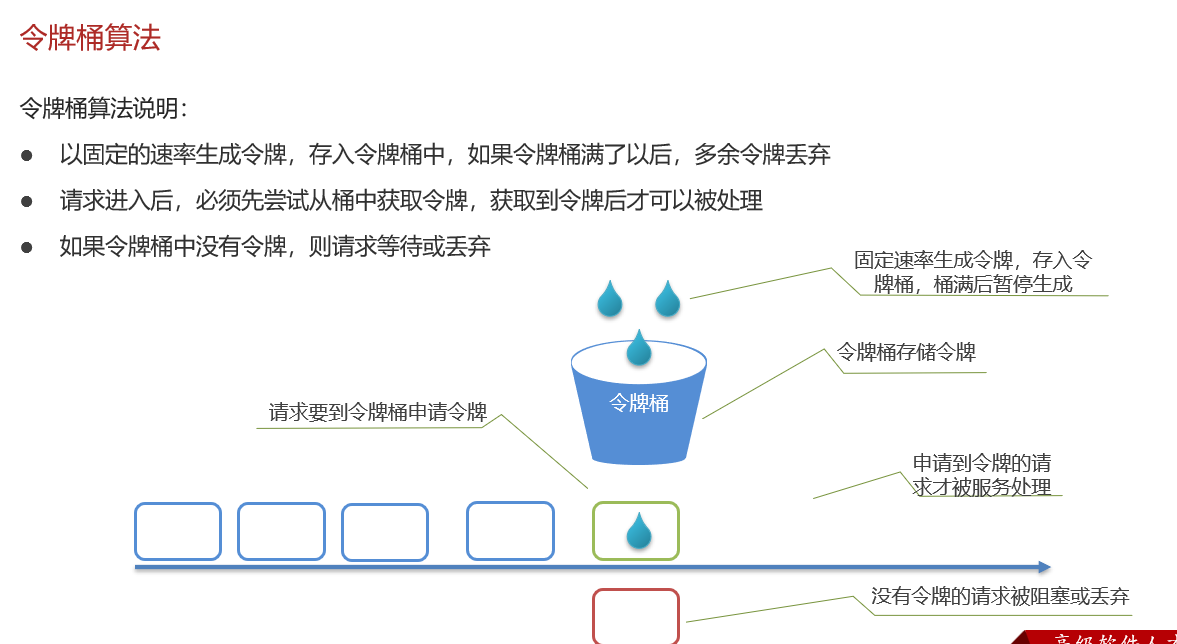 令牌桶算法
令牌桶算法说明：
● 以固定的速率生成令牌，存入令牌桶中，如果令牌桶满了以后，多余令牌丢弃
● 请求进入后，必须先尝试从桶中获取令牌，获取到令牌后才可以被处理
● 如果令牌桶中没有令牌，则请求等待或丢弃
固定速率生成令牌，存入令
牌桶，桶满后暂停生成
令牌桶存储令牌
令牌桶
请求要到令牌桶申请令牌
申请到令牌的请
求才被服务处理
没有令牌的请求被阻塞或丢弃
高级软件人